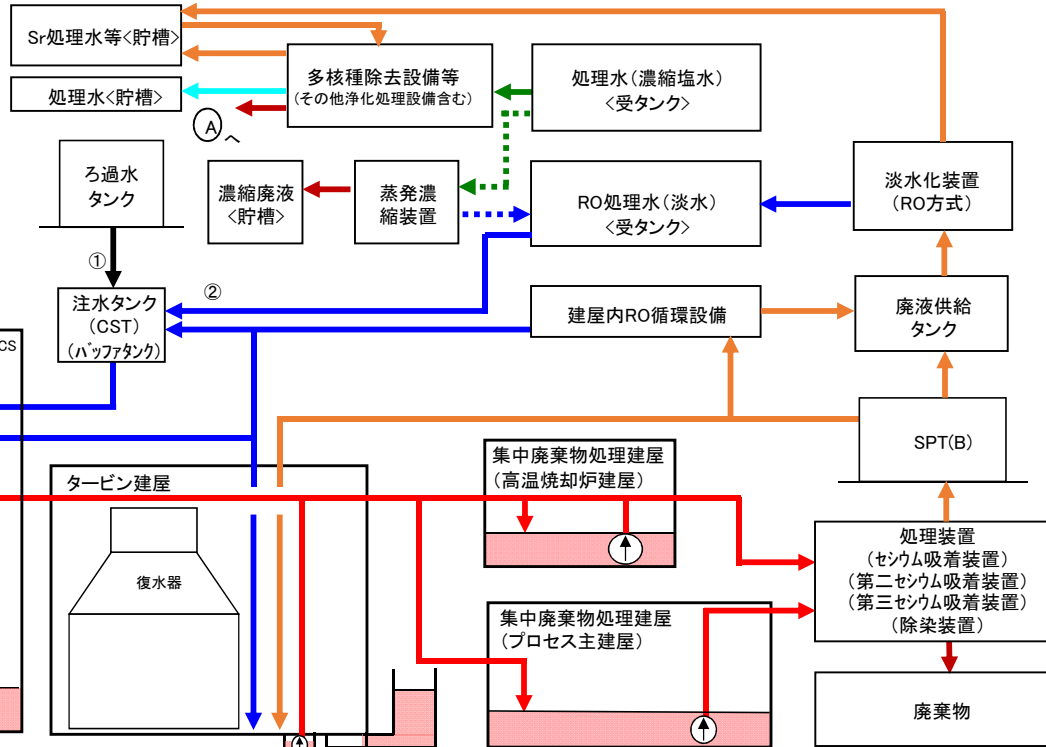 Sr処理水等<貯槽>
処理水<貯槽>
多核種除去設備等
(その他浄化処理設備含む)
処理水(濃縮塩水)
<受タンク>
A
へ
ろ過水
タンク
濃縮廃液
<貯槽>
蒸発濃
縮装置
RO処理水(淡水)
<受タンク>
淡水化装置
(RO方式)
①
②
注水タンク
(CST)
(バッファタンク)
建屋内RO循環設備
廃液供給
タンク
CS
SPT(B)
タービン建屋
復水器
集中廃棄物処理建屋
(高温焼却炉建屋)
処理装置
(セシウム吸着装置)
(第二セシウム吸着装置)
(第三セシウム吸着装置)
(除染装置)
集中廃棄物処理建屋
(プロセス主建屋)
廃棄物